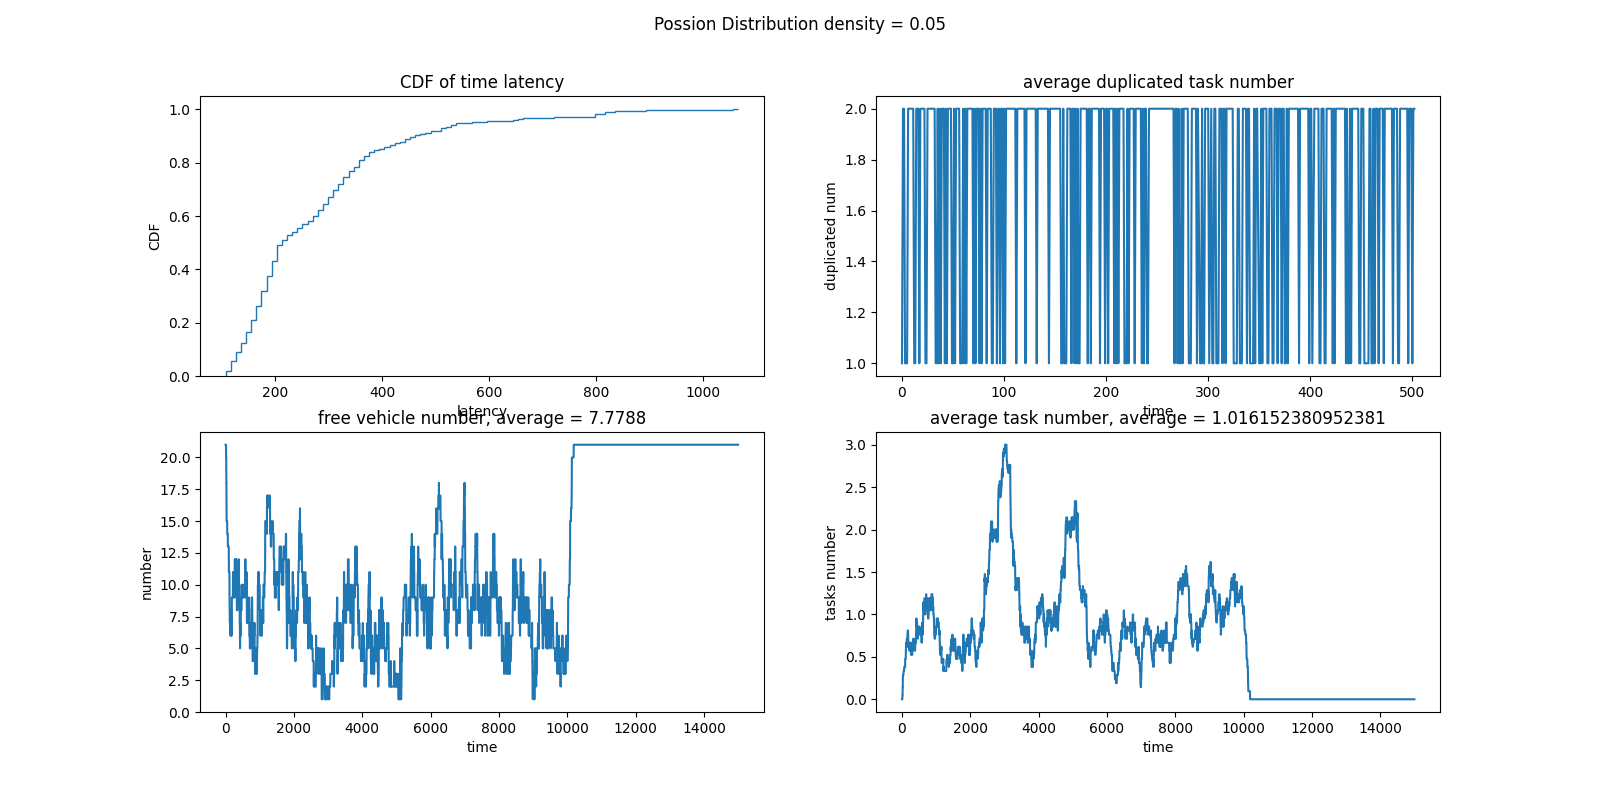 Possion Distribution density = 0.05
CDF of time latency
1.0
0.8
0.6
0.4
0.2
0.0
CDF
200 400 600 800 1000
latency
average duplicated task number
2.0
1.8
1.6
1.4
1.2
1.0
duplicated num
0 100 200 300 400 500
time
free vehicle number, average = 7.7788
20.0
17.5
15.0
12.5
10.0
7.5
5.0
2.5
0.0
number
0 2000 4000 6000 8000 10000 12000 14000
time
average task number, average = 1.016152380952381
3.0
2.5
2.0
1.5
1.0
0.5
0.0
tasks number
0 2000 4000 6000 8000 10000 12000 14000
time